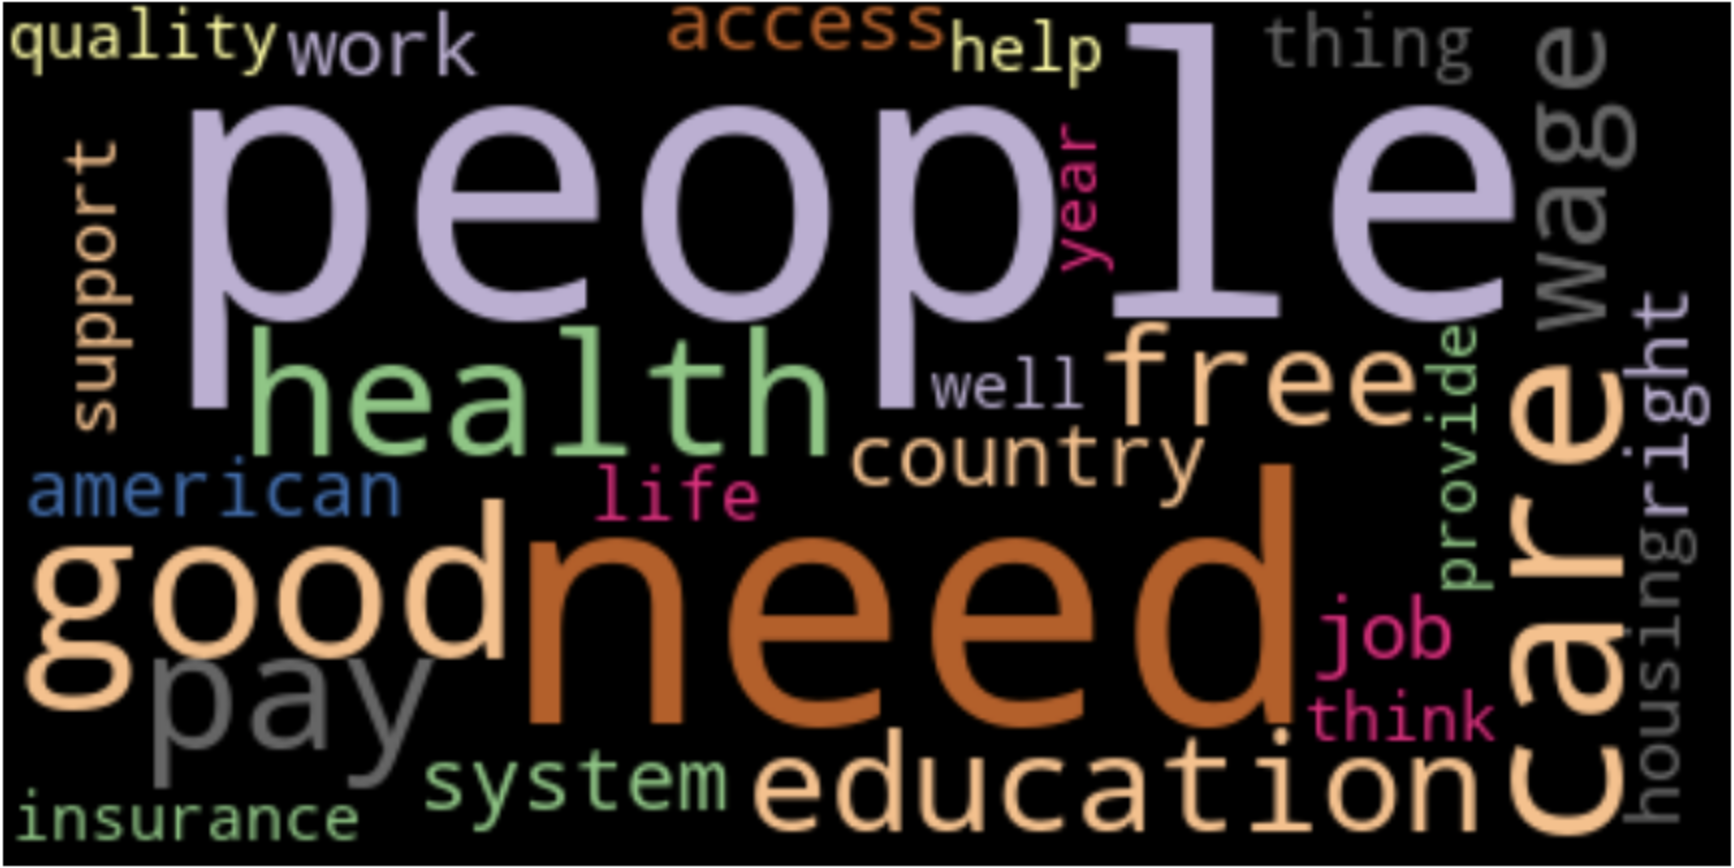 quality
work
access
help
thing
wage
people
year
support
health
well
free
provide
right
country
american
life
care
good
need
job
housing
pay
think
system
education
insurance